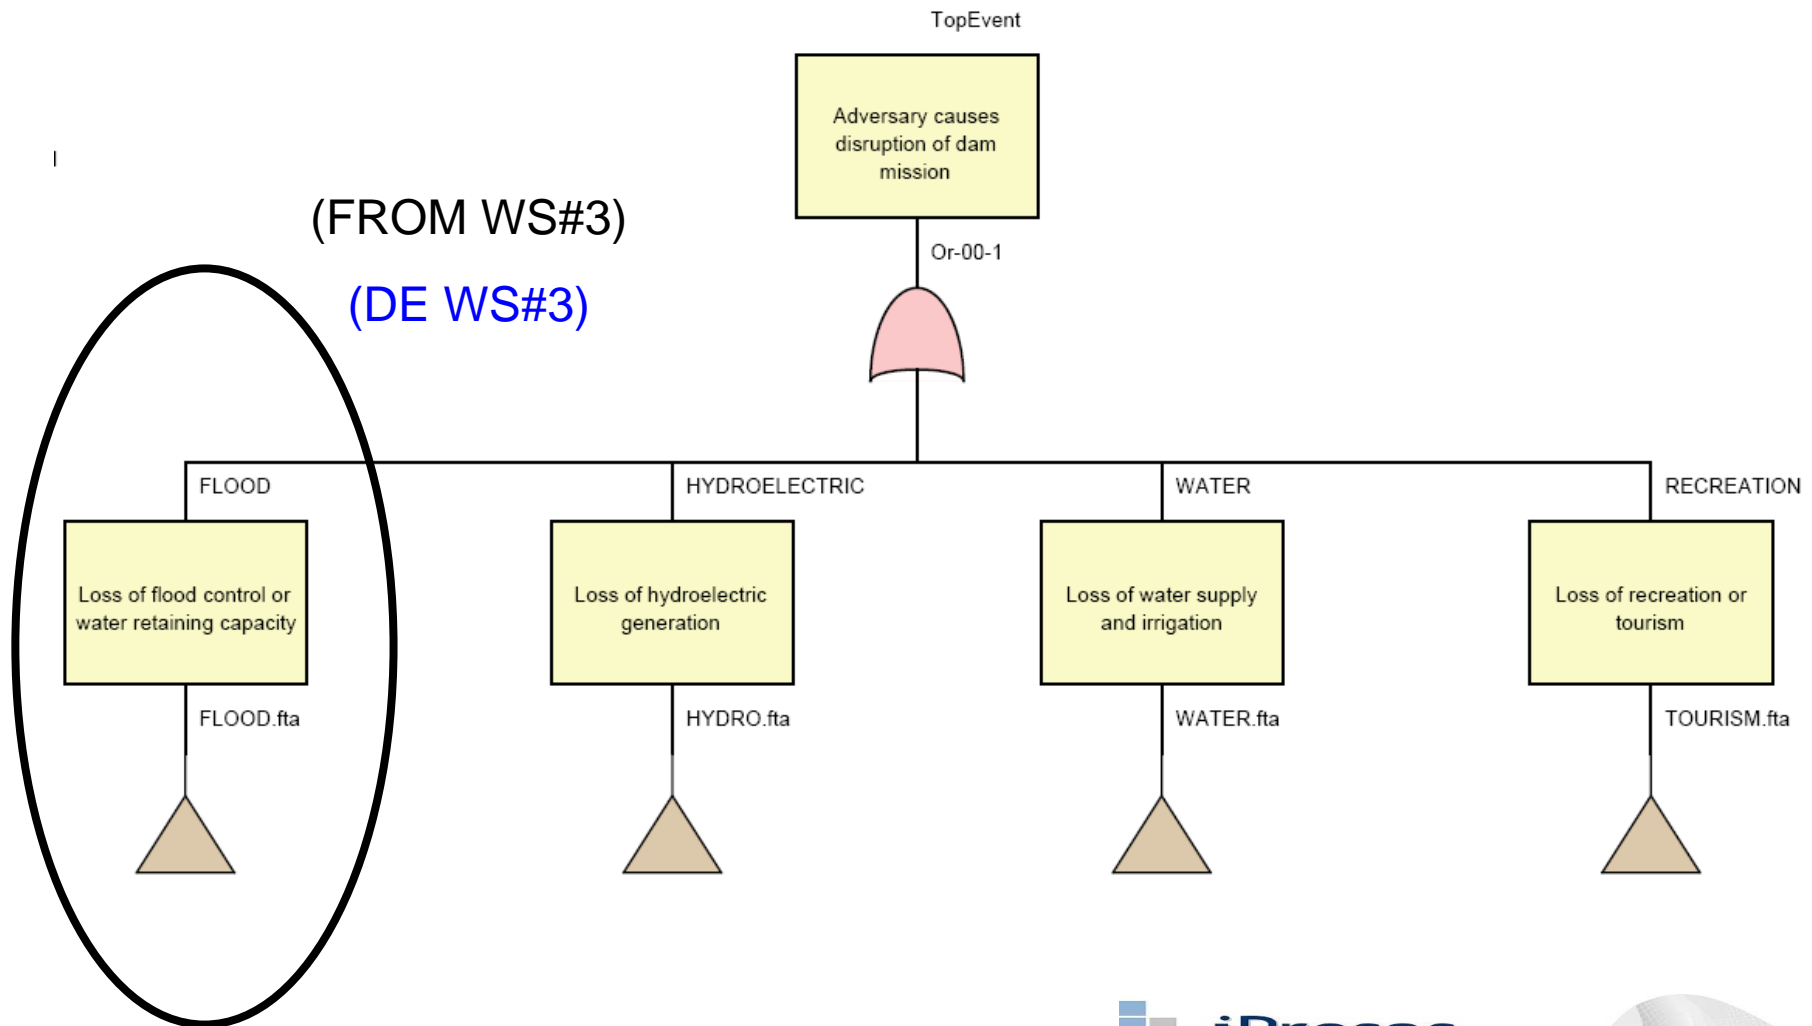 TopEvent
Adversary causes
disruption of dam
mission
(FROM WS#3)
(DE WS#3)
Or-00-1
FLOOD
HYDROELECTRIC
WATER
RECREATION
Loss of flood control or
water retaining capacity
Loss of hydroelectric
generation
Loss of water supply
and irrigation
Loss of recreation or
tourism
FLOOD.fta
HYDRO.fta
WATER.fta
TOURISM.fta